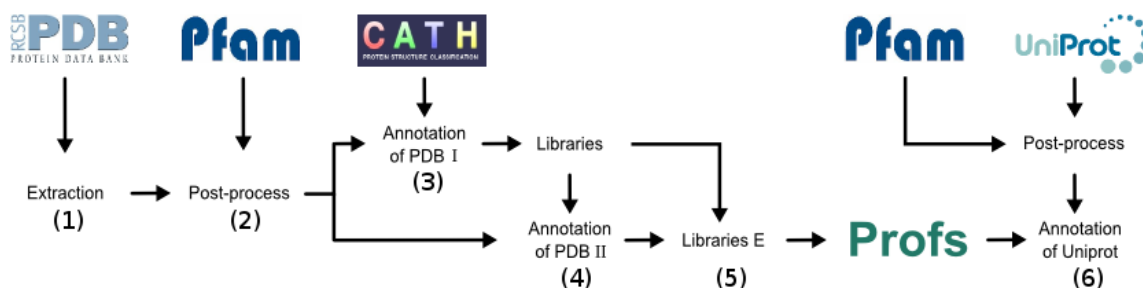 RCSB PDB
PROTEIN DATA BANK
Pfam
CATH
PROTEIN STRUCTURE CLASSIFICATION
Pfam
UniProt
Extraction
(1)
Post-process
(2)
Annotation
of PDB I
(3)
Libraries
Annotation
of PDB II
(4)
Libraries E
(5)
Profs
Post-process
Annotation
of Uniprot
(6)